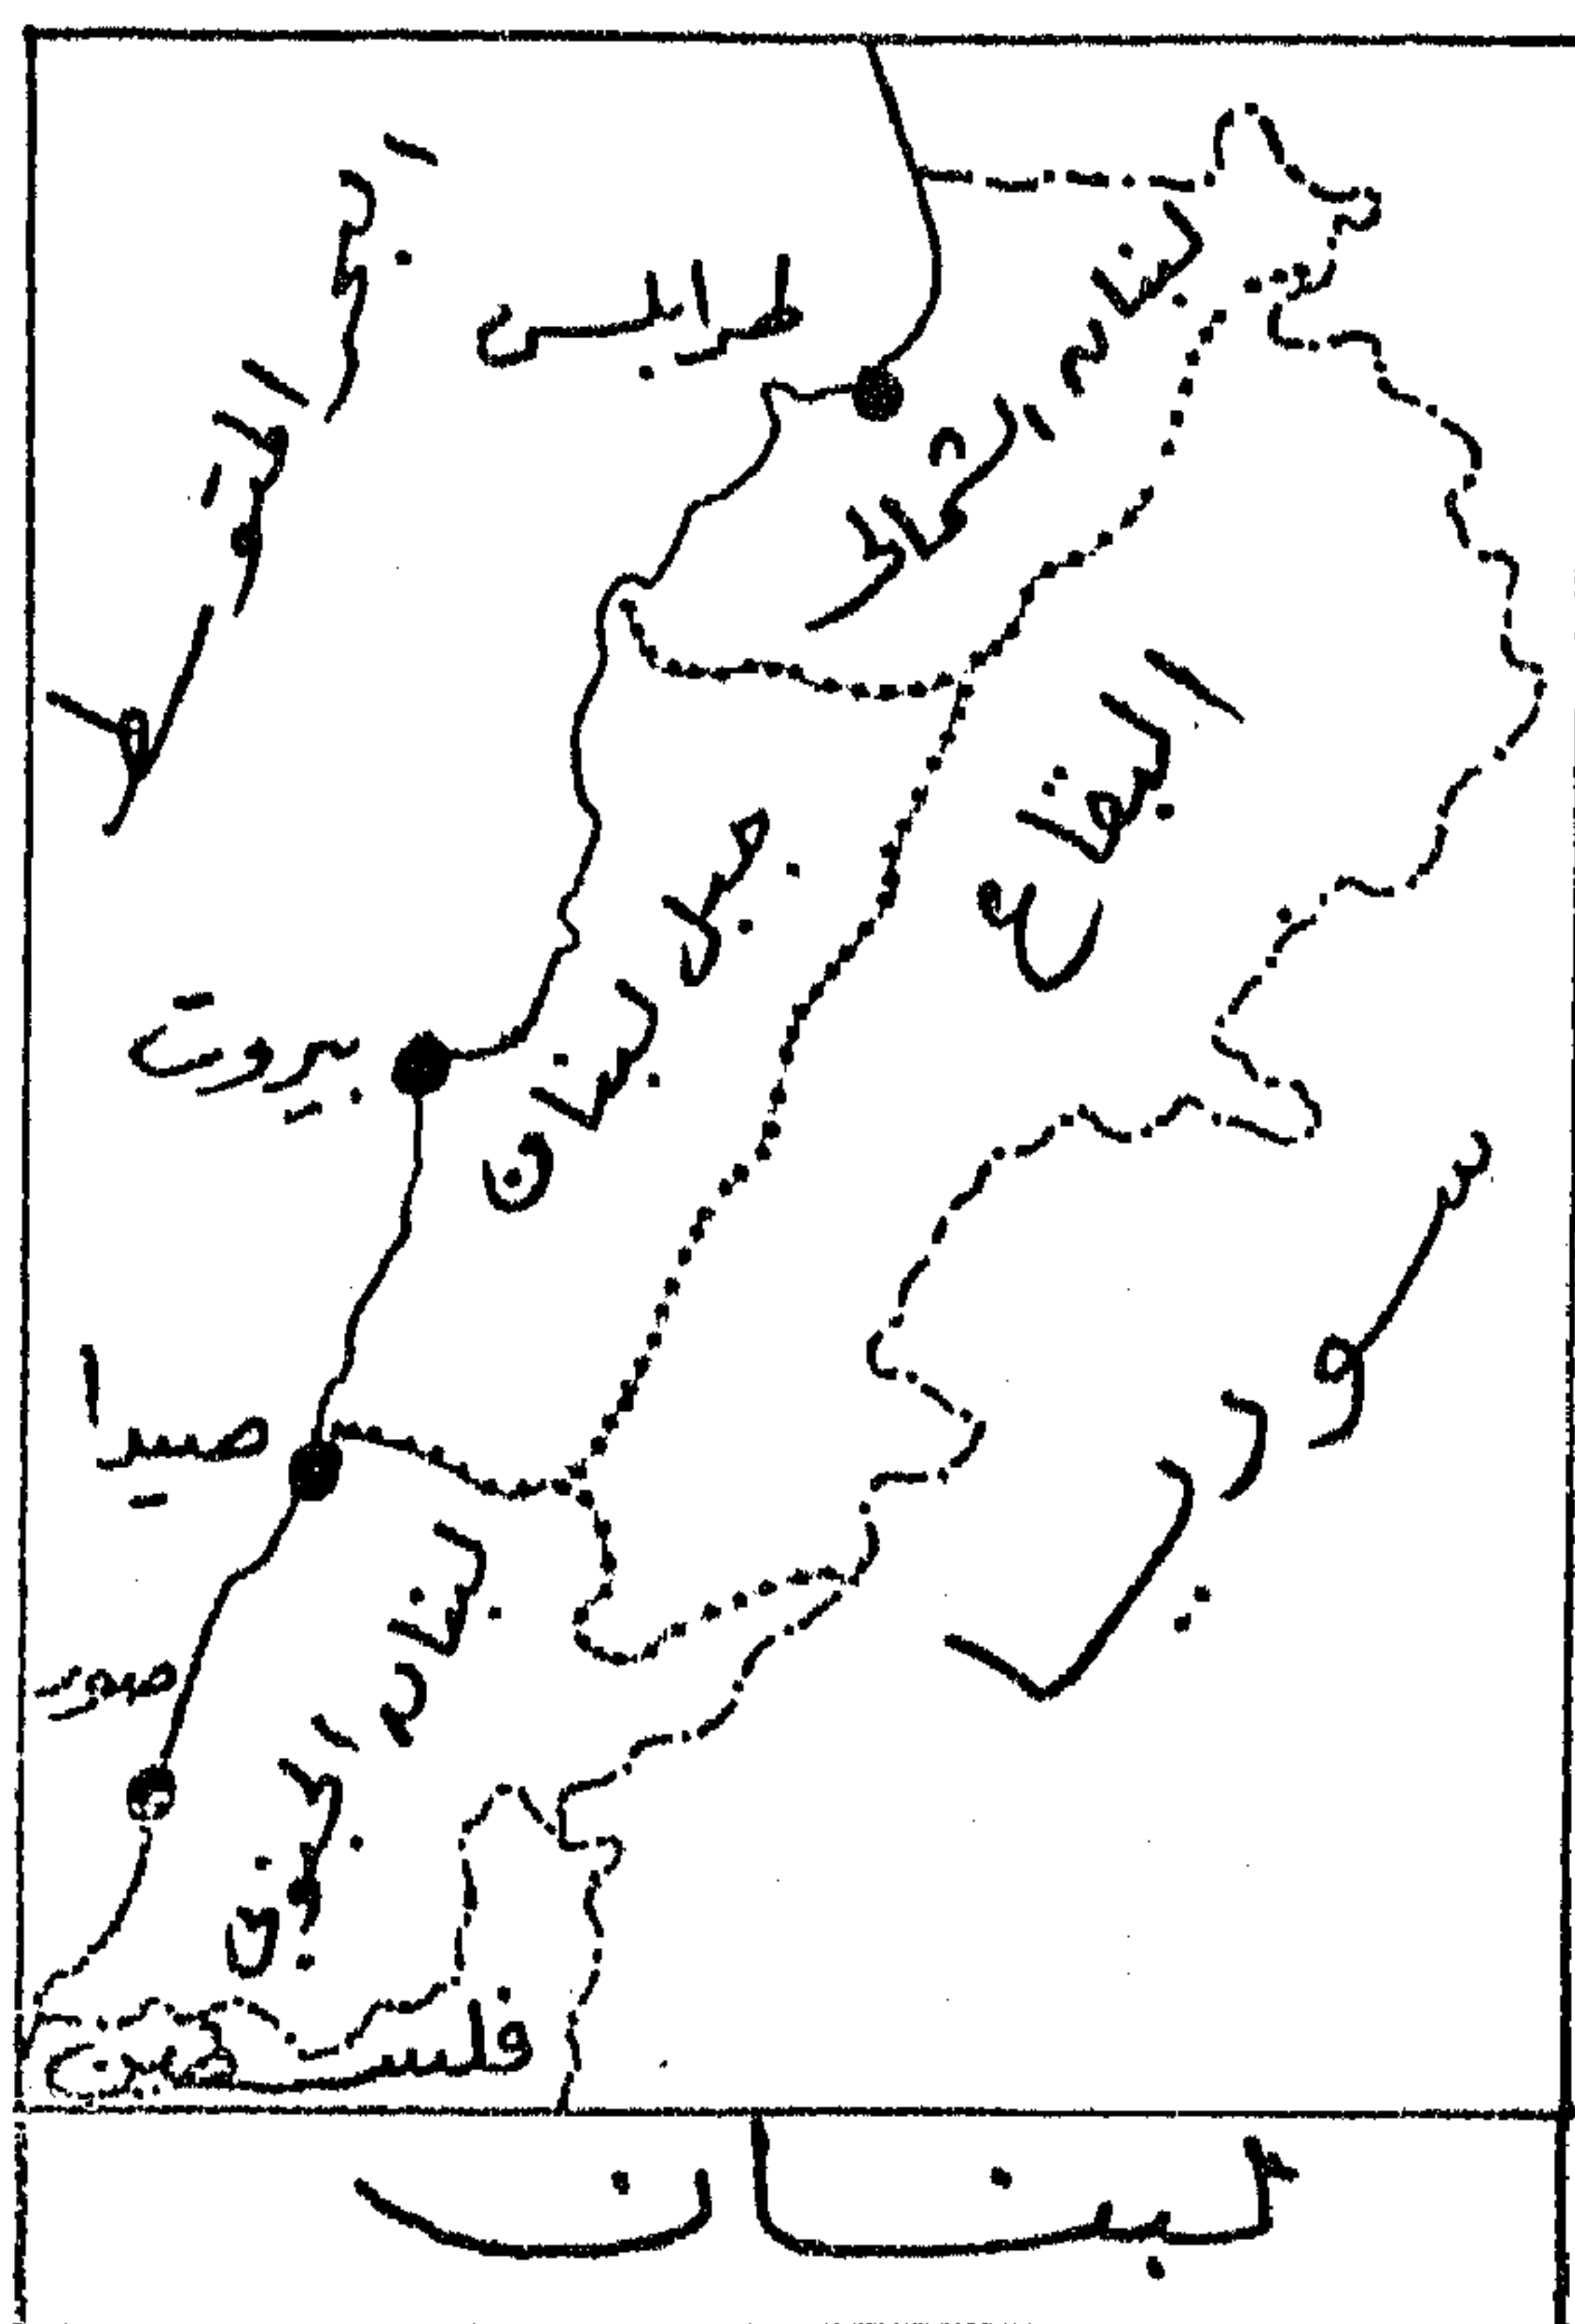 البحر المتوسط
طرابلس
لبنان الشمالي
البقاع
جبل لبنان
بيروت
سوريا
صيدا
صور
لبنان الجنوبي
فلسطين
لبنان